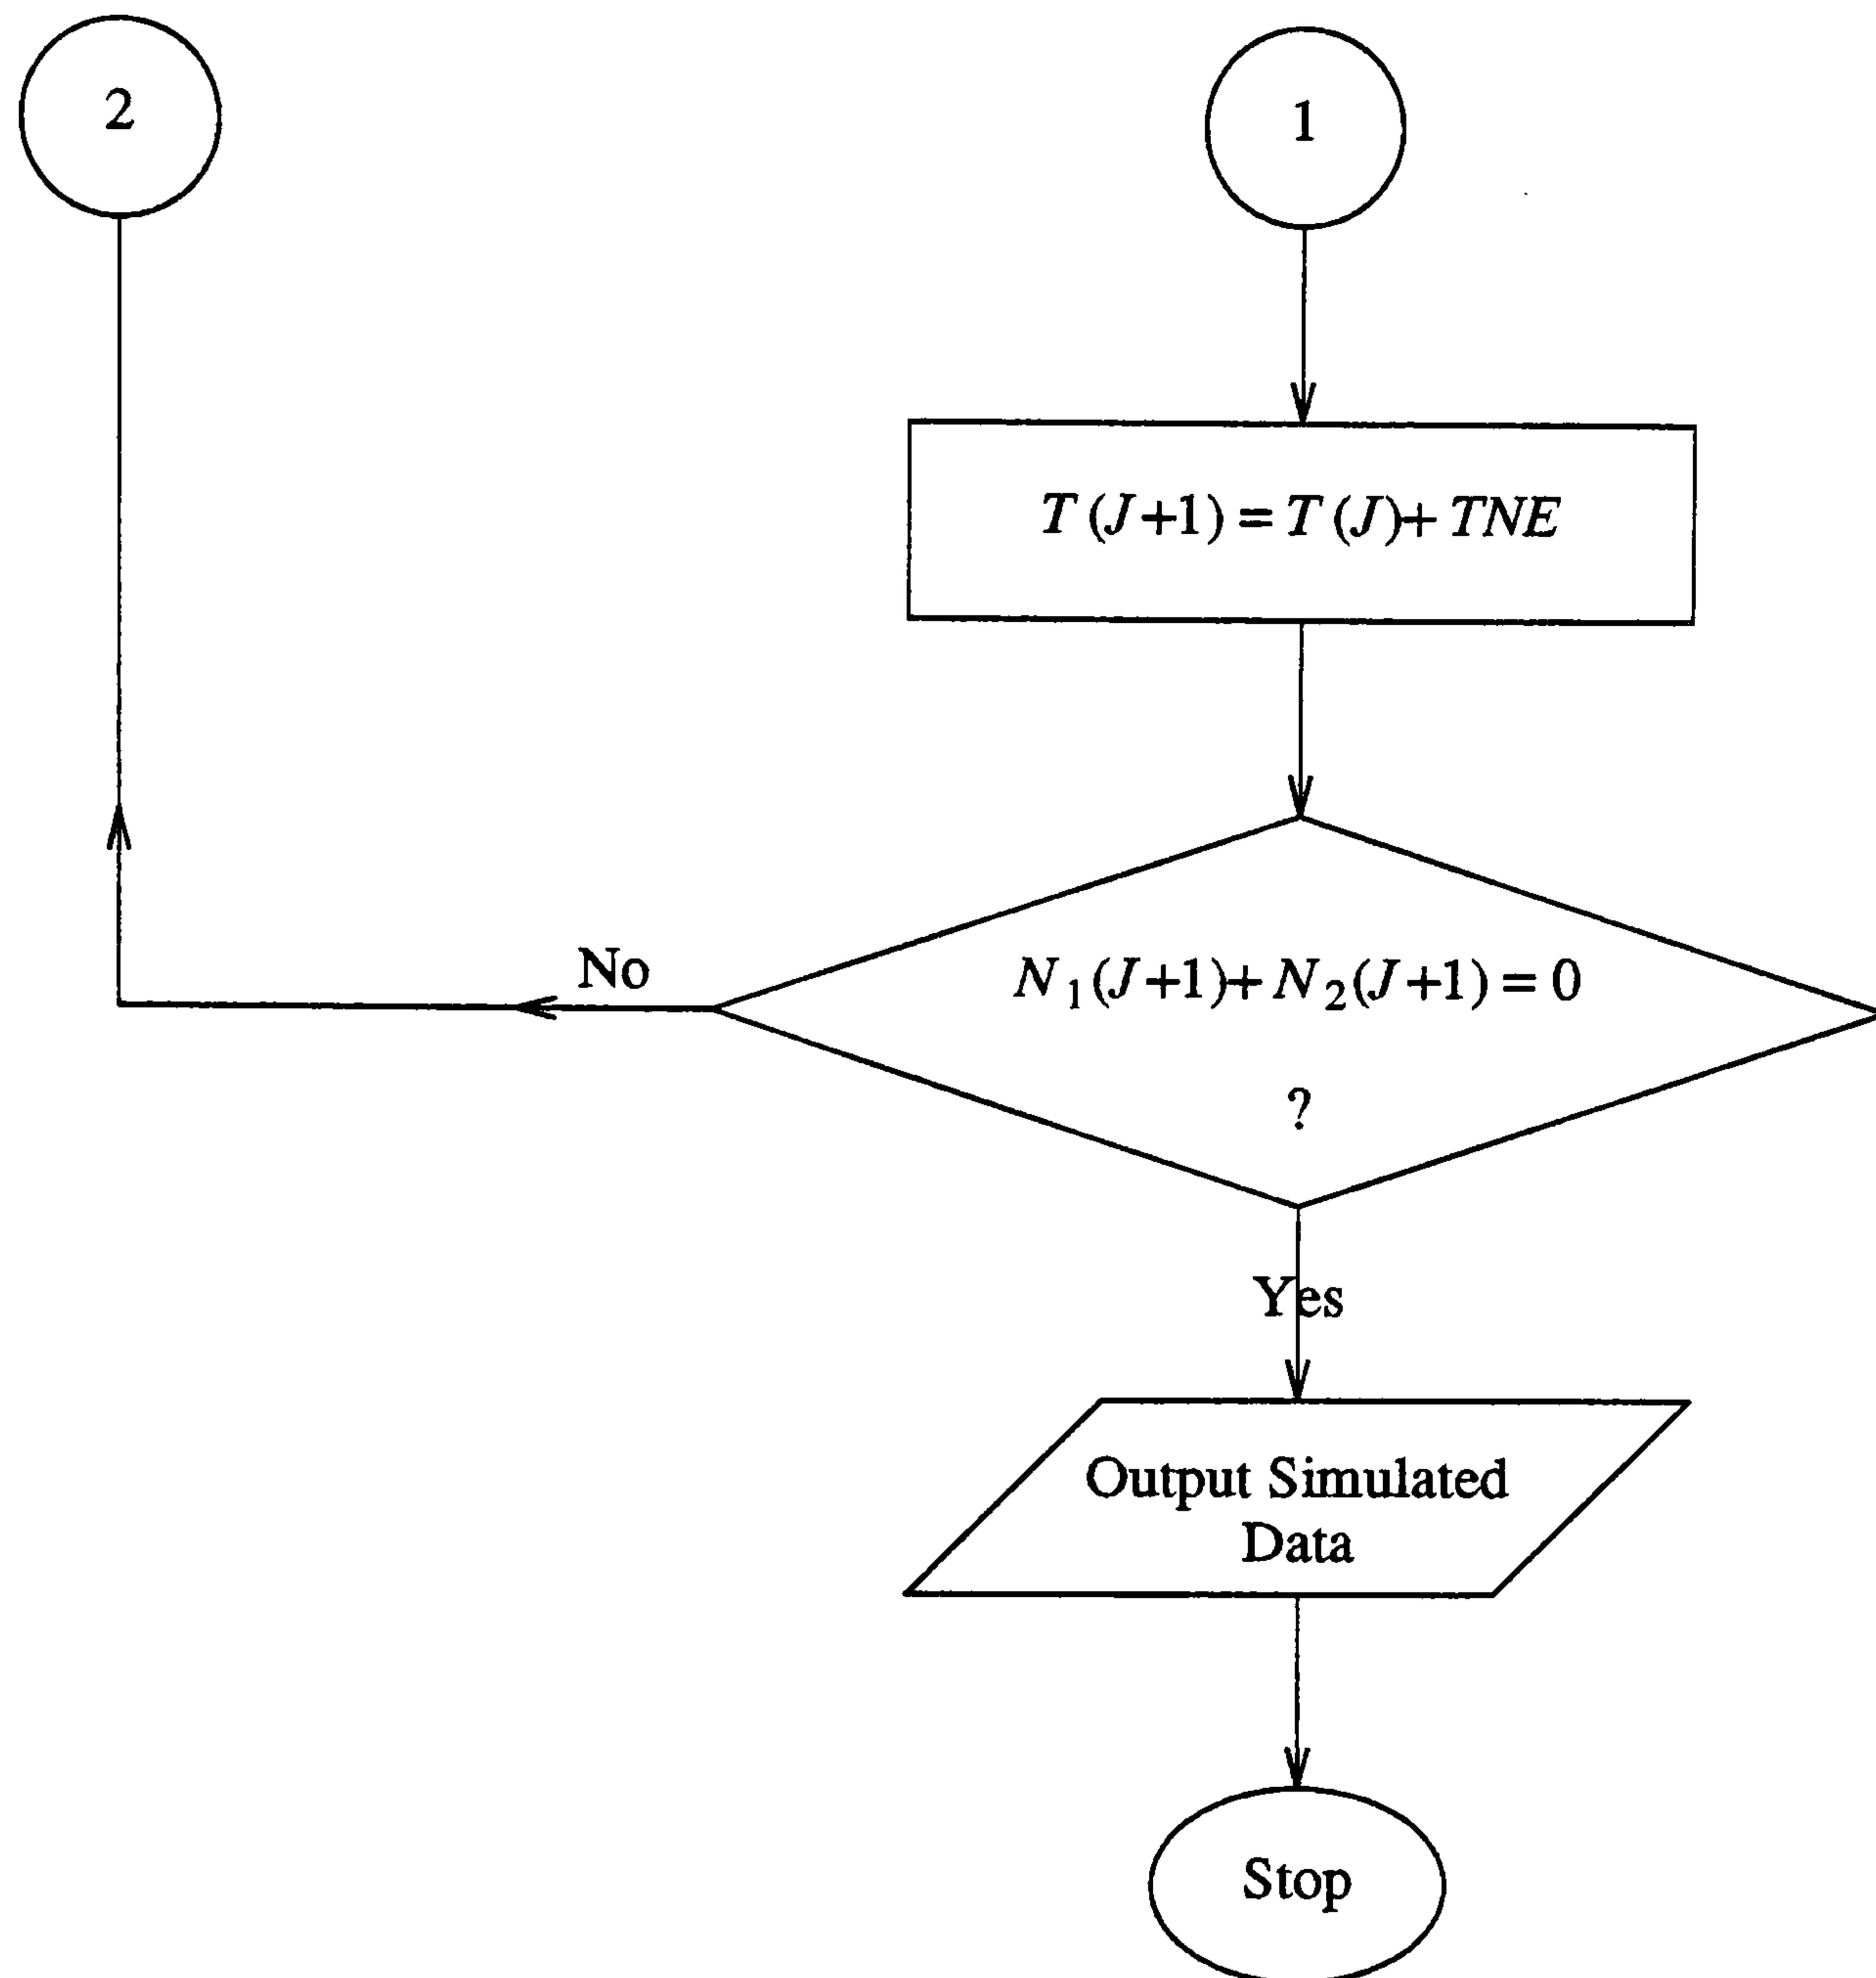 2
1
T(J+1) = T(J)+ TNE
No
N₁(J+1)+ N₂(J+1) = 0
?
Yes
Output Simulated
Data
Stop